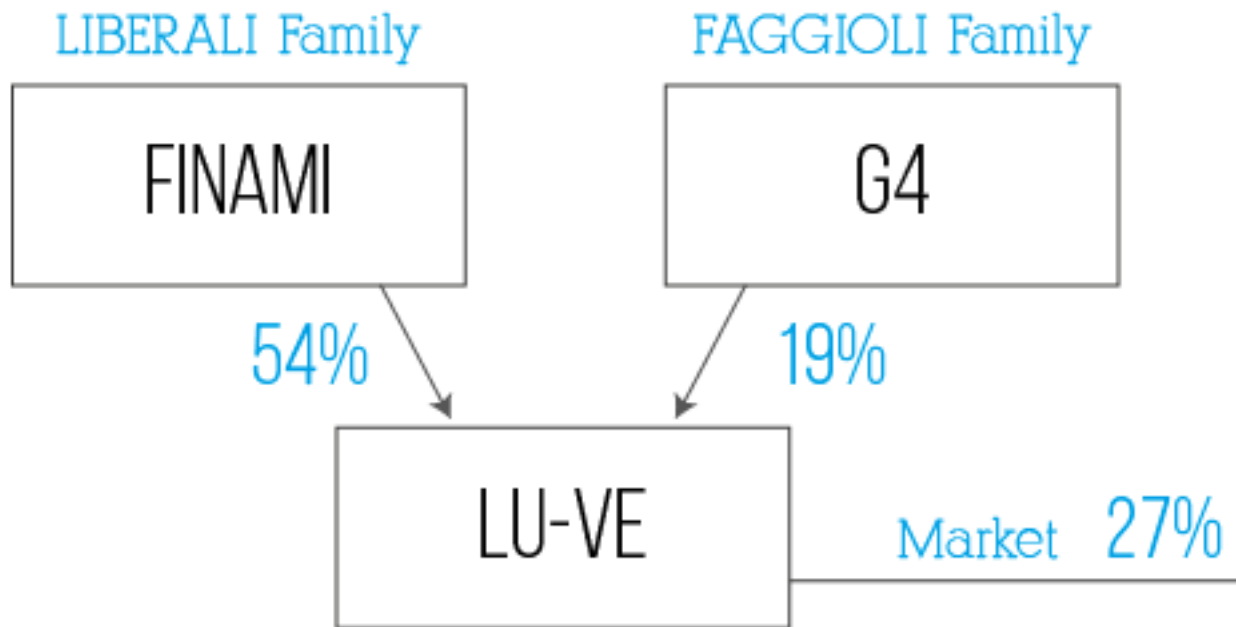 LIBERALI Family
FAGGIOLI Family
FINAMI
G4
54%
19%
LU-VE
Market 27%